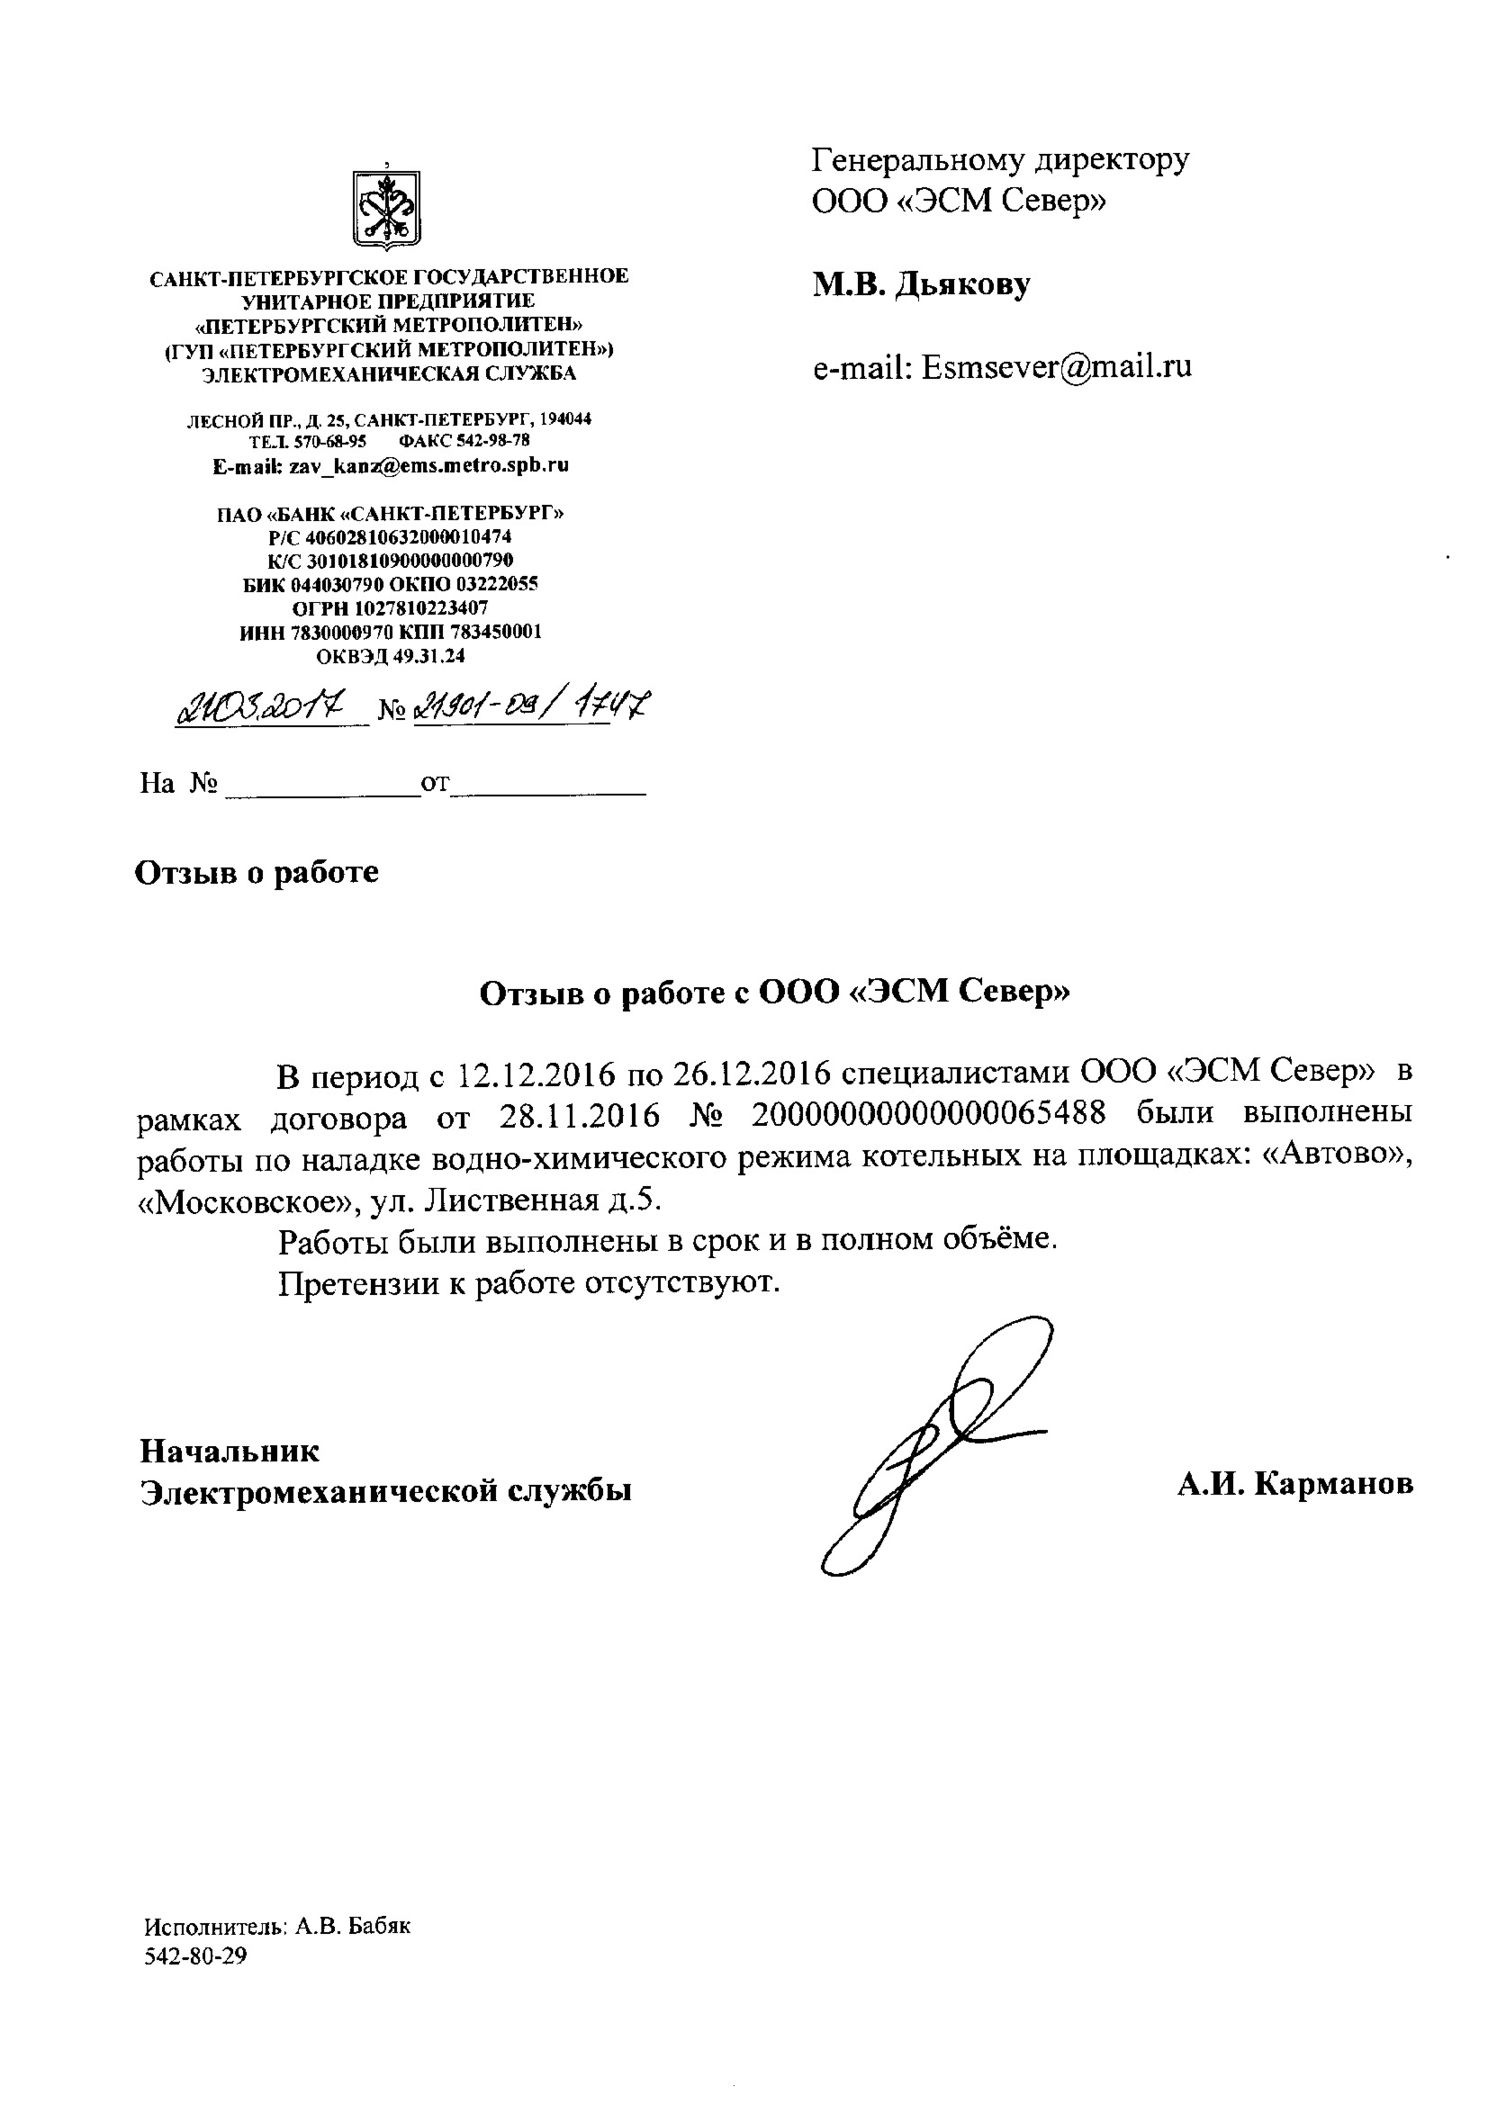 САНКТ-ПЕТЕРБУРГСКОЕ ГОСУДАРСТВЕННОЕ
УНИТАРНОЕ ПРЕДПРИЯТИЕ
«ПЕТЕРБУРГСКИЙ МЕТРОПОЛИТЕН»
(ГУП «ПЕТЕРБУРГСКИЙ МЕТРОПОЛИТЕН»)
ЭЛЕКТРОМЕХАНИЧЕСКАЯ СЛУЖБА
ЛЕСНОЙ ПР., Д. 25, САНКТ-ПЕТЕРБУРГ, 194044
ТЕЛ. 570-68-95 ФАКС 542-98-78
E-mail: zav_kanz@ems.metro.spb.ru
ПАО «БАНК «САНКТ-ПЕТЕРБУРГ»
Р/С 40602810632000010474
К/С 30101810900000000790
БИК 044030790 ОКПО 03222055
ОГРН 1027810223407
ИНН 7830000970 КПП 783450001
ОКВЭД 49.31.24
21.03.2017 № 21901-09/1747
На № ____________от____________
Генеральному директору
ООО «ЭСМ Север»
М.В. Дьякову
e-mail: Esmsever@mail.ru
Отзыв о работе
Отзыв о работе с ООО «ЭСМ Север»
В период с 12.12.2016 по 26.12.2016 специалистами ООО «ЭСМ Север» в
рамках договора от 28.11.2016 № 20000000000000065488 были выполнены
работы по наладке водно-химического режима котельных на площадках: «Автово»,
«Московское», ул. Лиственная д.5.
Работы были выполнены в срок и в полном объёме.
Претензии к работе отсутствуют.
Начальник
Электромеханической службы
А.И. Карманов
Исполнитель: А.В. Бабяк
542-80-29